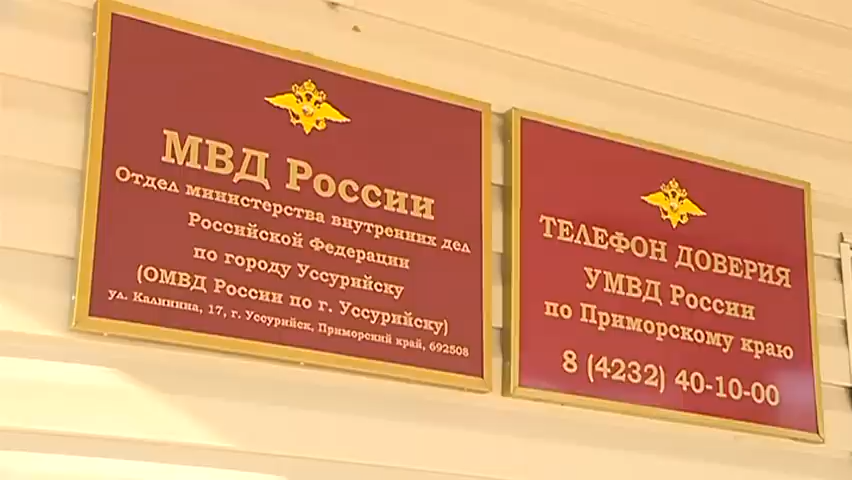 МВД России
Отдел министерства внутренних дел
Российской Федерации
по городу Уссурийску
(ОМВД России по г. Уссурийску)
ул. Калинина, 17, г. Уссурийск, Приморский край, 692508
ТЕЛЕФОН ДОВЕРИЯ
УМВД России
по Приморскому краю
8 (4232) 40-10-00